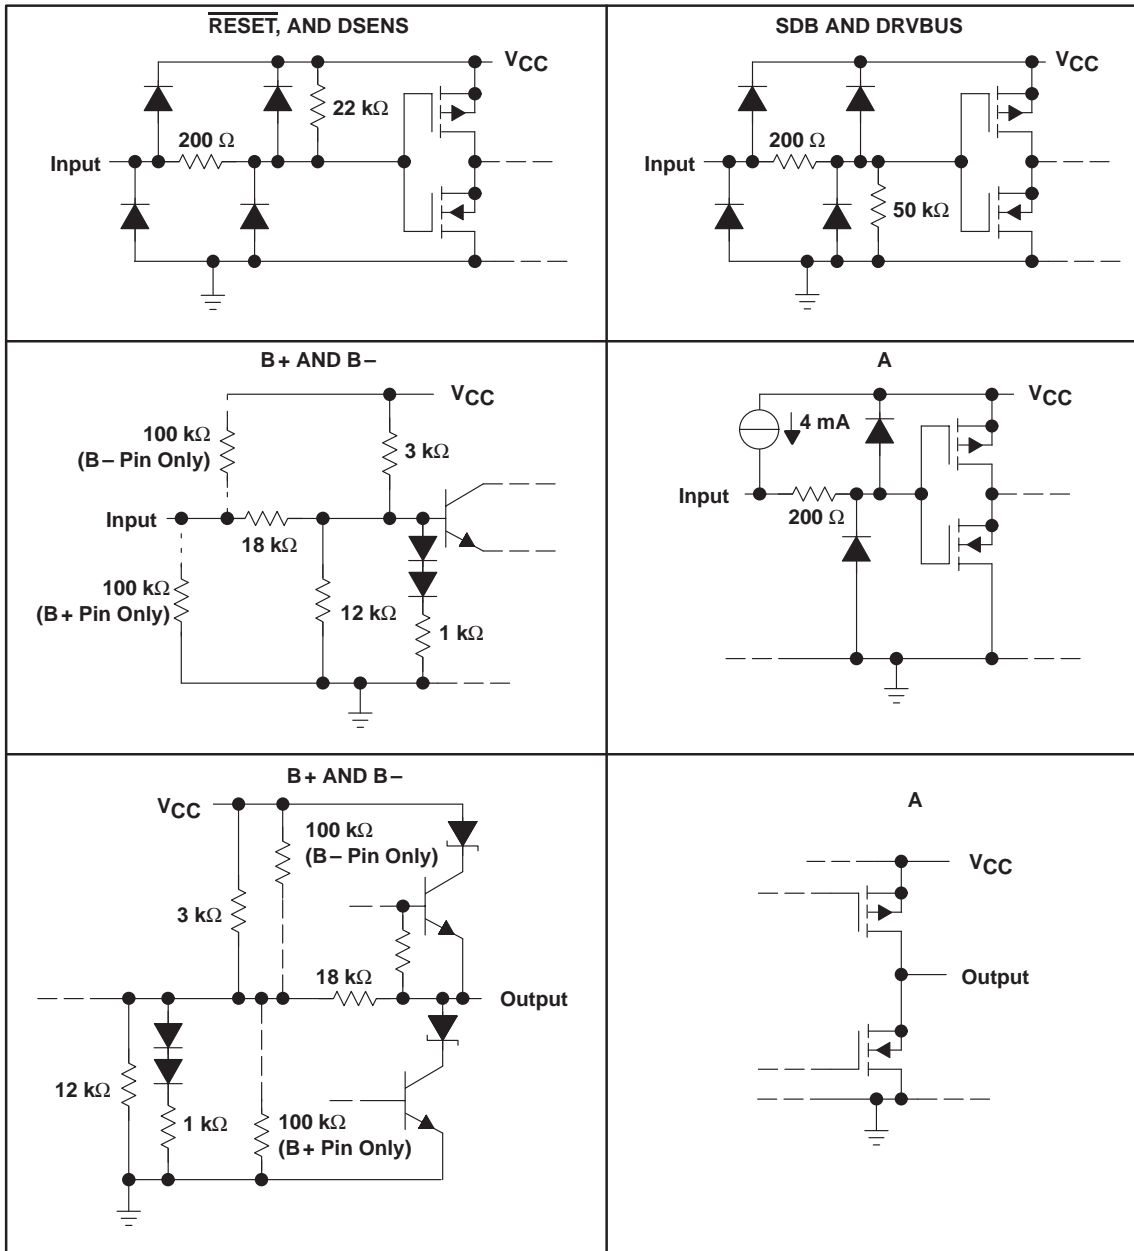 R̅E̅S̅E̅T̅, AND DSENS
VCC
22 kΩ
200 Ω
Input
SDB AND DRVBUS
VCC
200 Ω
Input
50 kΩ
B+ AND B−
VCC
100 kΩ
(B− Pin Only)
3 kΩ
Input
18 kΩ
100 kΩ
(B+ Pin Only)
12 kΩ
1 kΩ
A
VCC
4 mA
Input
200 Ω
B+ AND B−
VCC
100 kΩ
(B− Pin Only)
3 kΩ
18 kΩ
Output
12 kΩ
1 kΩ
100 kΩ
(B+ Pin Only)
A
VCC
Output